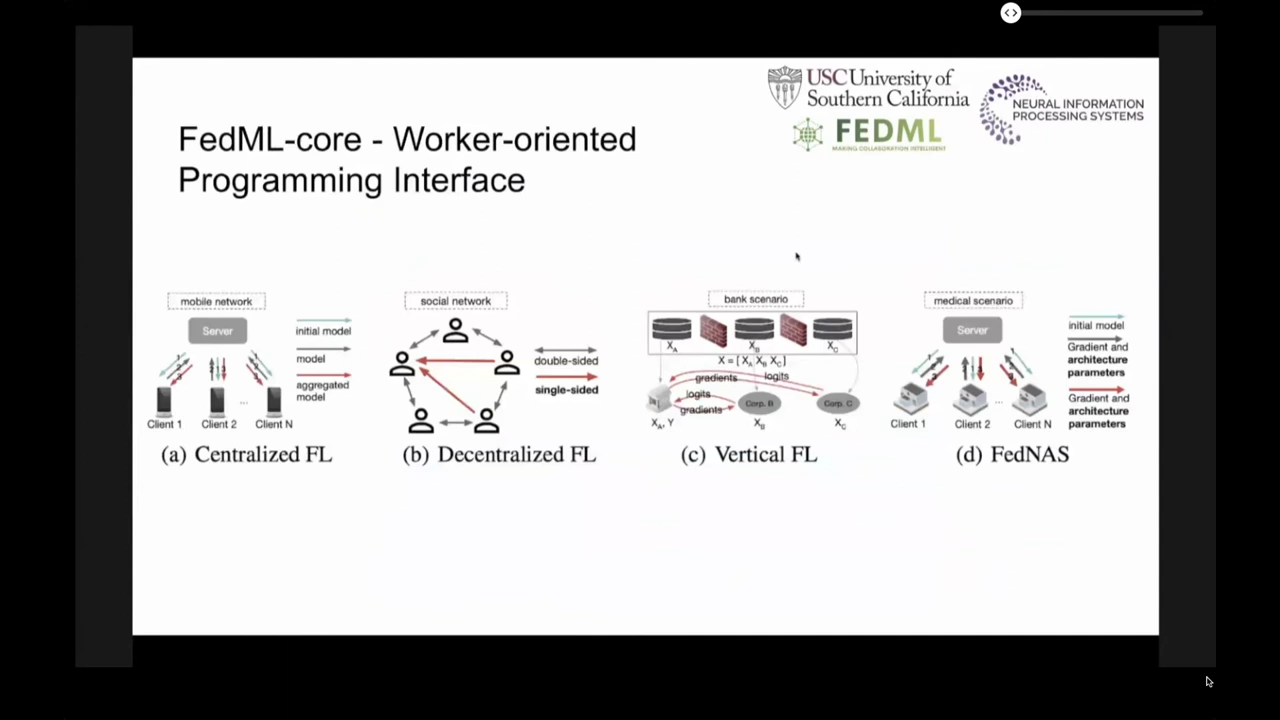 USC University of
Southern California
FEDML
MAKING COLLABORATION INTELLIGENT
NEURAL INFORMATION
PROCESSING SYSTEMS
FedML-core - Worker-oriented
Programming Interface
mobile network
Server
initial model
model
aggregated
model
...
Client 1
Client 2
Client N
(a) Centralized FL
social network
double-sided
single-sided
(b) Decentralized FL
bank scenario
X_A
X_B
X_C
X = [ X_A X_B X_C ]
gradients
logits
logits
gradients
Corp. B
Corp. C
X_A, Y
X_B
X_C
(c) Vertical FL
medical scenario
Server
initial model
Gradient and
architecture
parameters
Gradient and
architecture
parameters
...
Client 1
Client 2
Client N
(d) FedNAS